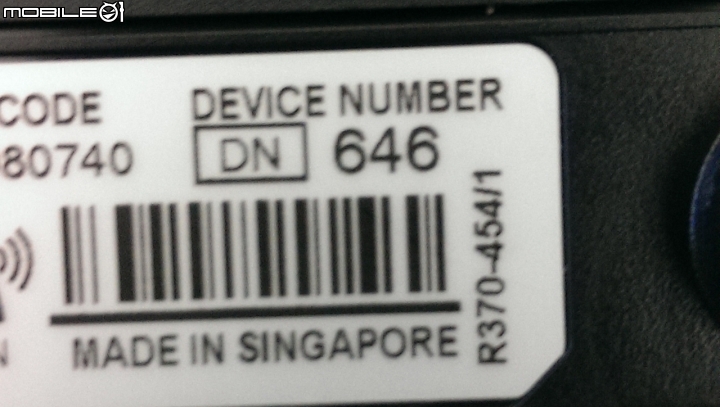 MOBILE01
CODE
DEVICE NUMBER
80740
DN 646
R370-454/1
MADE IN SINGAPORE